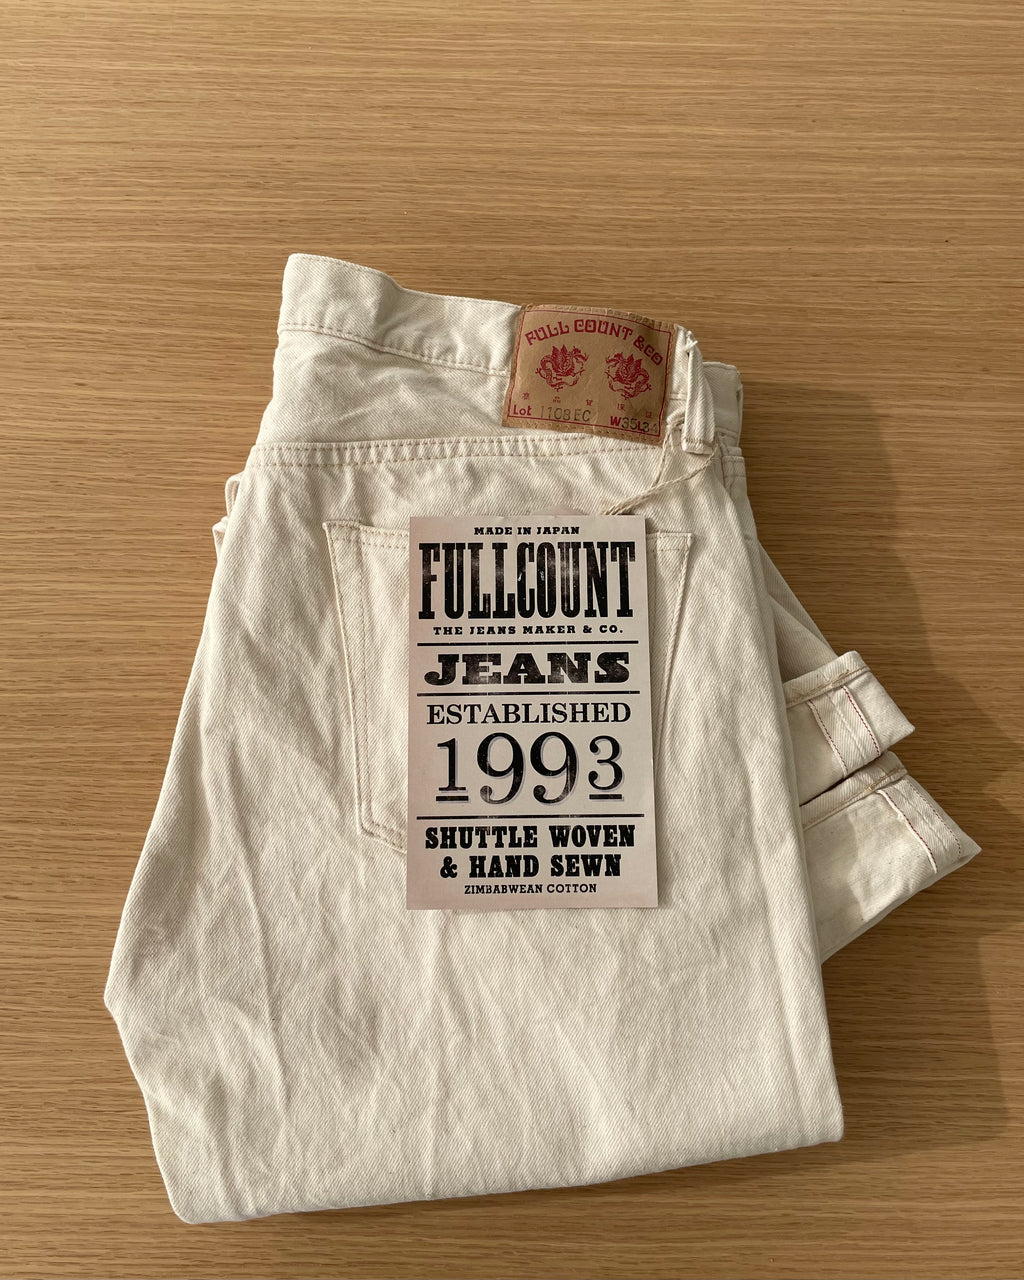 FULL COUNT & CO
Lot 1108EC W35L34
MADE IN JAPAN
FULLCOUNT
THE JEANS MAKER & CO.
JEANS
ESTABLISHED
1993
SHUTTLE WOVEN
& HAND SEWN
ZIMBABWEAN COTTON